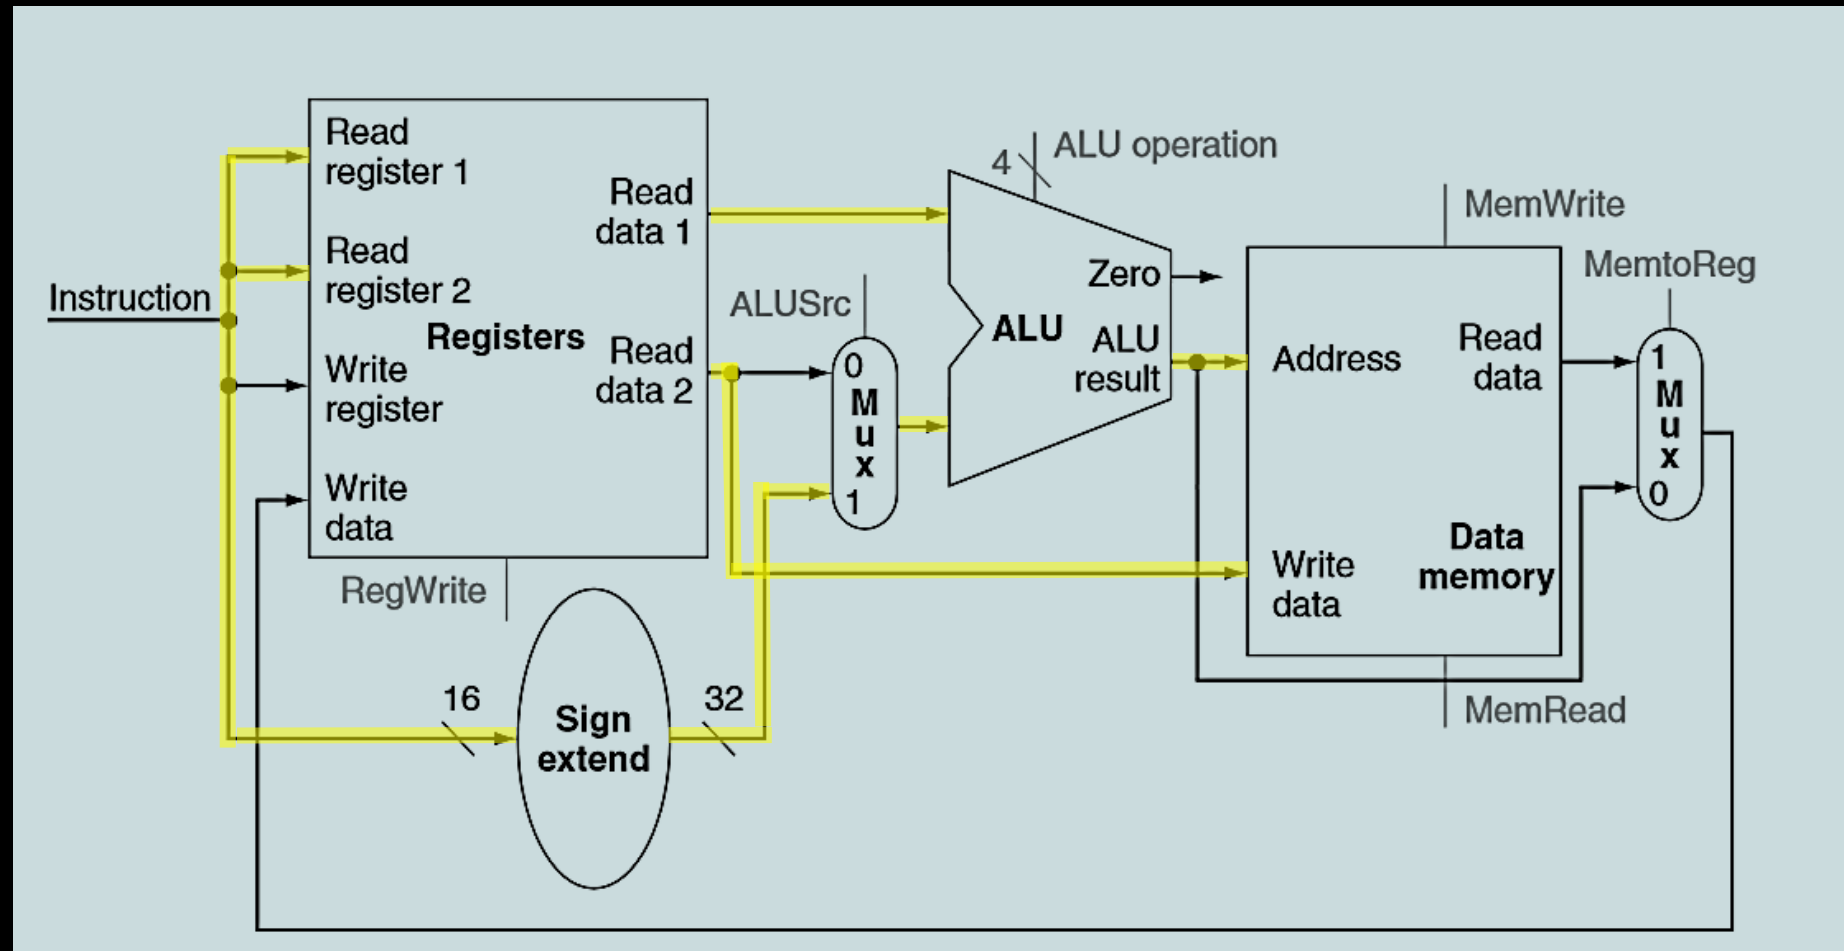 Instruction
Read
register 1
Read
register 2
Registers
Write
register
Write
data
Read
data 1
Read
data 2
RegWrite
16
Sign
extend
32
ALUSrc
0
M
u
x
1
4
ALU operation
Zero
ALU
ALU
result
MemWrite
Address
Read
data
Write
data
Data
memory
MemRead
MemtoReg
1
M
u
x
0